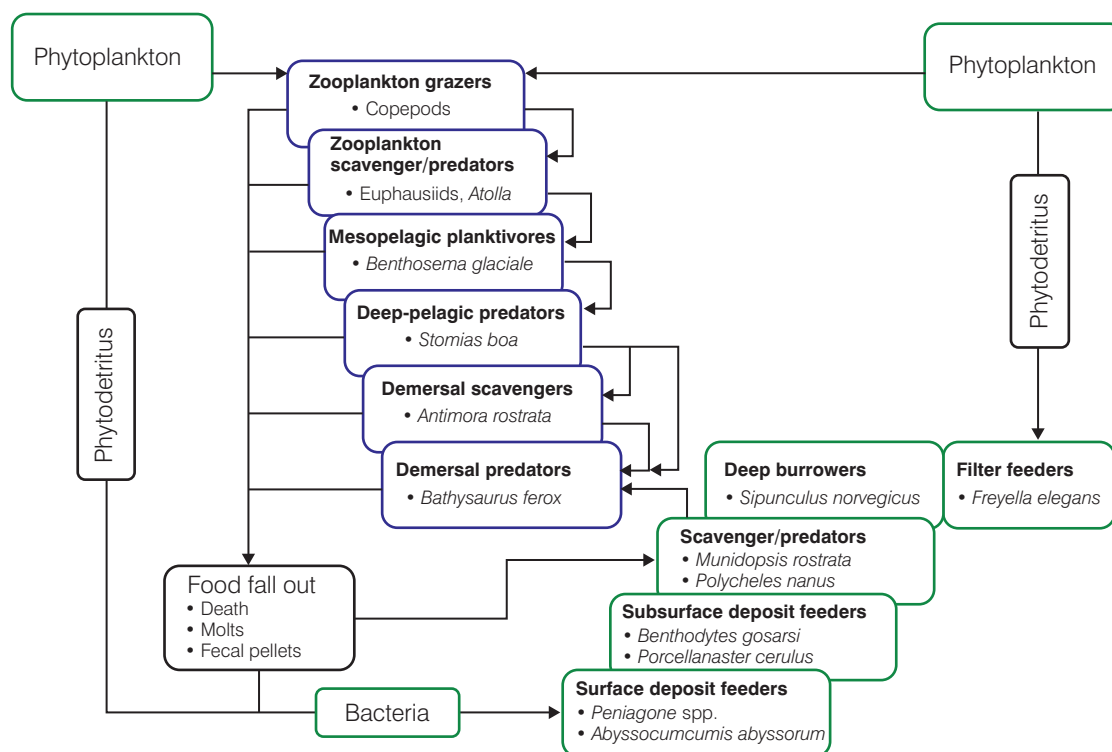 Phytoplankton
Phytoplankton
Zooplankton grazers
• Copepods
Zooplankton
scavenger/predators
• Euphausiids, Atolla
Mesopelagic planktivores
• Benthosema glaciale
Deep-pelagic predators
• Stomias boa
Demersal scavengers
• Antimora rostrata
Demersal predators
• Bathysaurus ferox
Phytodetritus
Phytodetritus
Deep burrowers
• Sipunculus norvegicus
Filter feeders
• Freyella elegans
Scavenger/predators
• Munidopsis rostrata
• Polycheles nanus
Food fall out
• Death
• Molts
• Fecal pellets
Subsurface deposit feeders
• Benthodytes gosarsi
• Porcellanaster cerulus
Surface deposit feeders
• Peniagone spp.
• Abyssocumcumis abyssorum
Bacteria